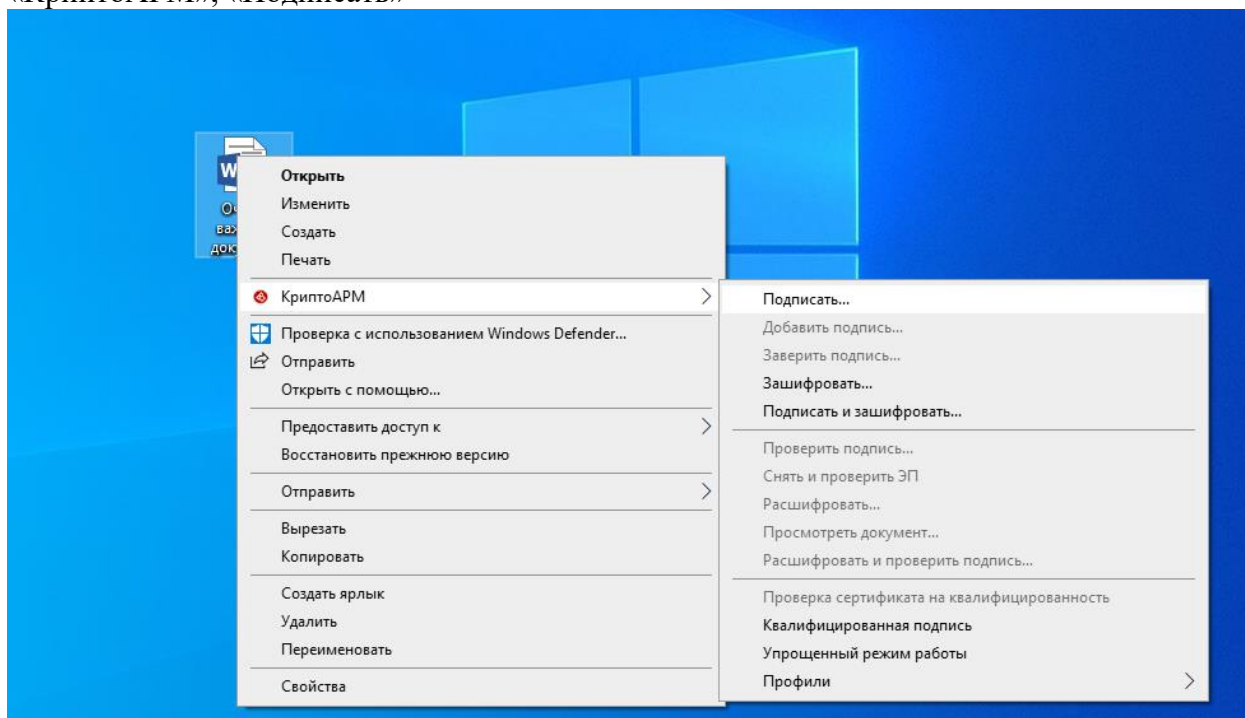 «КриптоАРМ», «Подписать»
Открыть
Изменить
Создать
Печать
КриптоАРМ
Проверка с использованием Windows Defender...
Отправить
Открыть с помощью...
Предоставить доступ к
Восстановить прежнюю версию
Отправить
Вырезать
Копировать
Создать ярлык
Удалить
Переименовать
Свойства
Подписать...
Добавить подпись...
Заверить подпись...
Зашифровать...
Подписать и зашифровать...
Проверить подпись...
Снять и проверить ЭП
Расшифровать...
Просмотреть документ...
Расшифровать и проверить подпись...
Проверка сертификата на квалифицированность
Квалифицированная подпись
Упрощенный режим работы
Профили